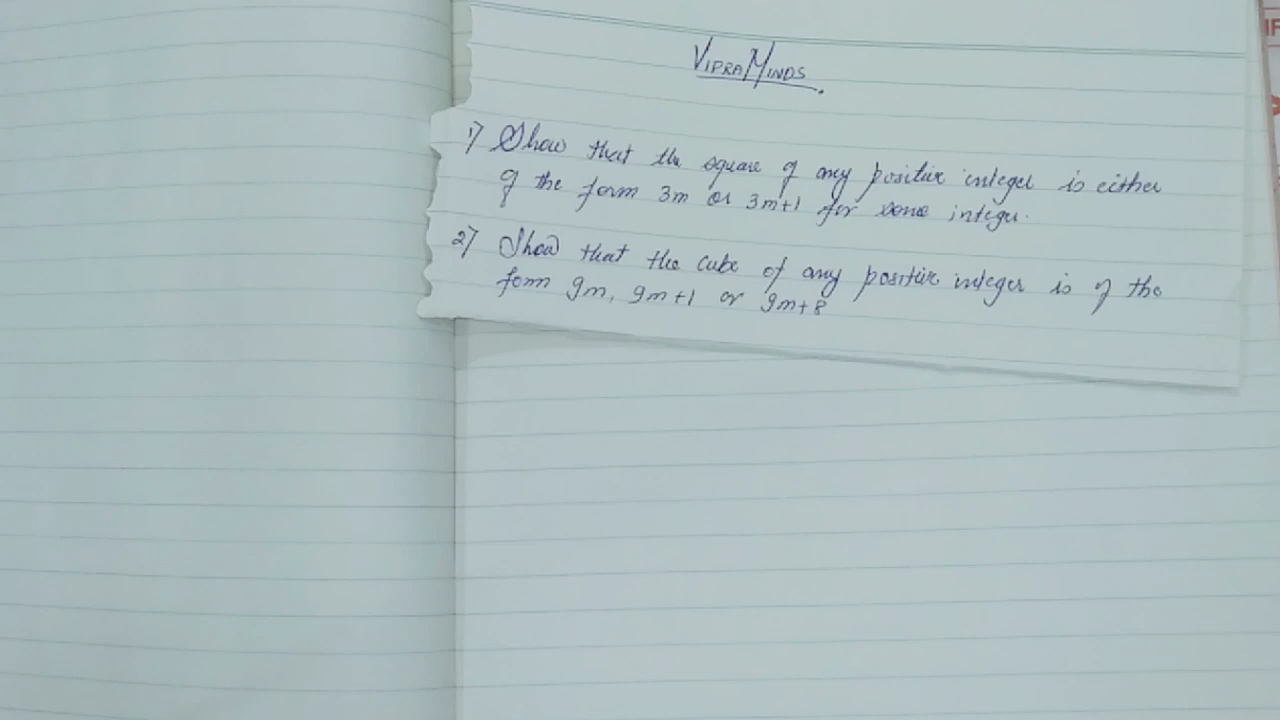 VIPRAMINDS.
1) Show that the square of any positive integer is either
of the form 3m or 3m+1 for some integer.
2) Show that the cube of any positive integer is of the
form 9m, 9m+1 or 9m+8